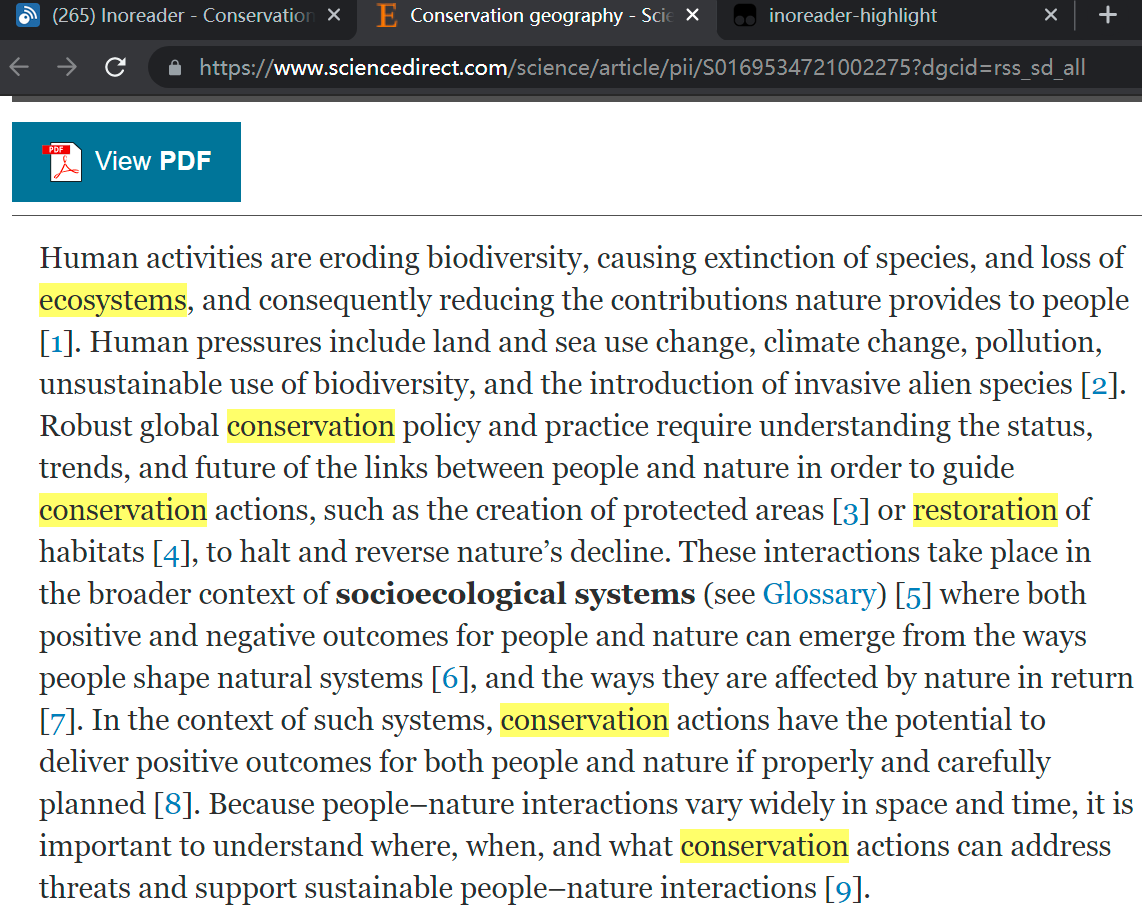 (265) Inoreader - Conservation
Conservation geography - Scie
inoreader-highlight
https://www.sciencedirect.com/science/article/pii/S0169534721002275?dgcid=rss_sd_all
PDF
View PDF
Human activities are eroding biodiversity, causing extinction of species, and loss of
ecosystems, and consequently reducing the contributions nature provides to people
[1]. Human pressures include land and sea use change, climate change, pollution,
unsustainable use of biodiversity, and the introduction of invasive alien species [2].
Robust global conservation policy and practice require understanding the status,
trends, and future of the links between people and nature in order to guide
conservation actions, such as the creation of protected areas [3] or restoration of
habitats [4], to halt and reverse nature’s decline. These interactions take place in
the broader context of socioecological systems (see Glossary) [5] where both
positive and negative outcomes for people and nature can emerge from the ways
people shape natural systems [6], and the ways they are affected by nature in return
[7]. In the context of such systems, conservation actions have the potential to
deliver positive outcomes for both people and nature if properly and carefully
planned [8]. Because people–nature interactions vary widely in space and time, it is
important to understand where, when, and what conservation actions can address
threats and support sustainable people–nature interactions [9].